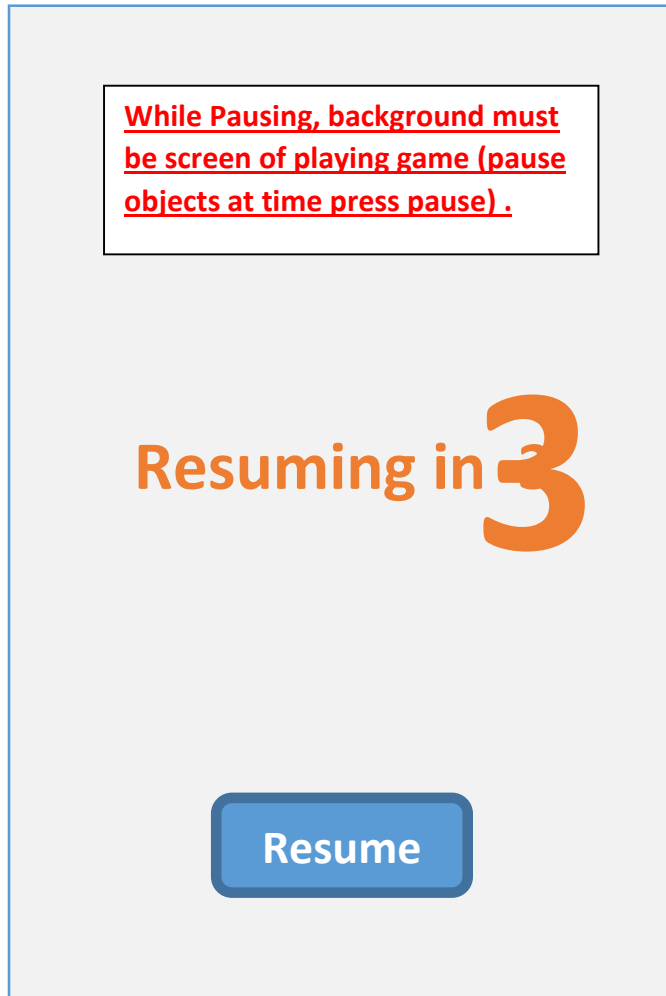 While Pausing, background must
be screen of playing game (pause
objects at time press pause) .
Resuming in 3
Resume